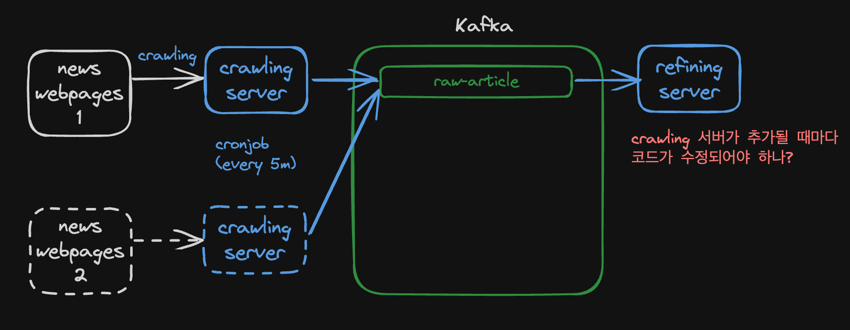 Kafka
news
webpages
1
crawling
crawling
server
raw-article
refining
server
cronjob
(every 5m)
crawling 서버가 추가될 때마다
코드가 수정되어야 하나?
news
webpages
2
crawling
server